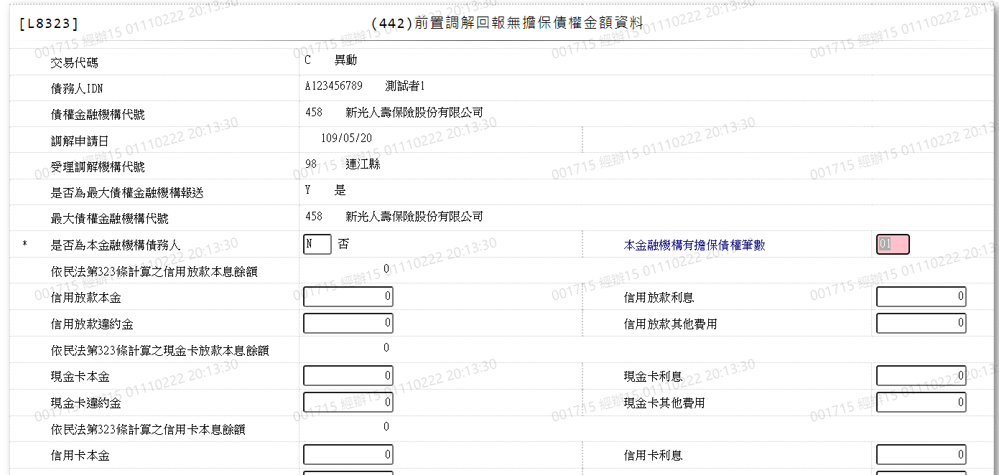 [L8323] (442)前置調解回報無擔保債權金額資料
交易代碼 C 異動
債務人IDN A123456789 測試者1
債權金融機構代號 458 新光人壽保險股份有限公司
調解申請日 109/05/20
受理調解機構代號 98 連江縣
是否為最大債權金融機構報送 Y 是
最大債權金融機構代號 458 新光人壽保險股份有限公司
* 是否為本金融機構債務人 N 否 本金融機構有擔保債權筆數 01
依民法第323條計算之信用放款本息餘額 0
信用放款本金 0 信用放款利息 0
信用放款違約金 0 信用放款其他費用 0
依民法第323條計算之現金卡放款本息餘額 0
現金卡本金 0 現金卡利息 0
現金卡違約金 0 現金卡其他費用 0
依民法第323條計算之信用卡本息餘額 0
信用卡本金 0 信用卡利息 0
001715 經辦15 01110222 20:13:30